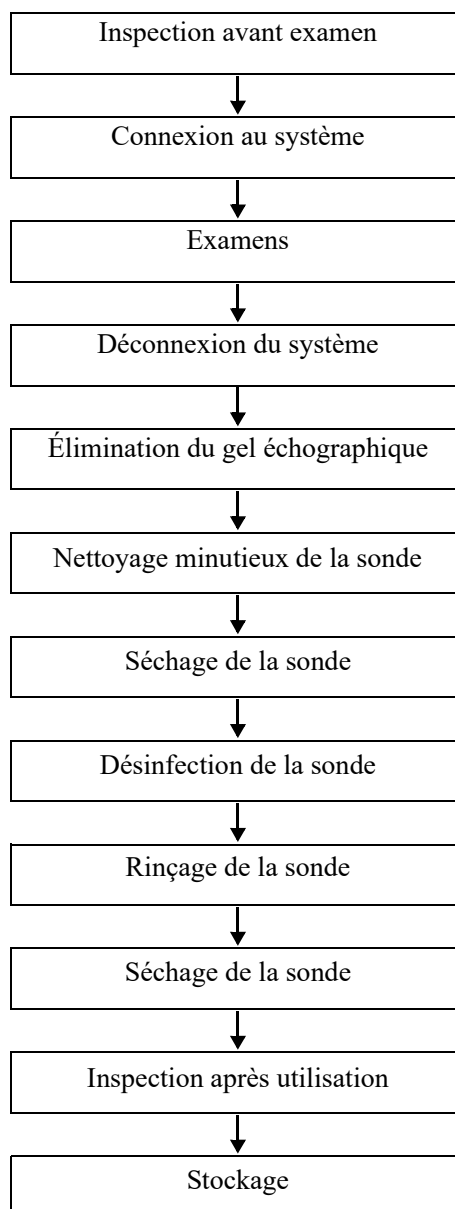 Inspection avant examen
Connexion au système
Examens
Déconnexion du système
Élimination du gel échographique
Nettoyage minutieux de la sonde
Séchage de la sonde
Désinfection de la sonde
Rinçage de la sonde
Séchage de la sonde
Inspection après utilisation
Stockage